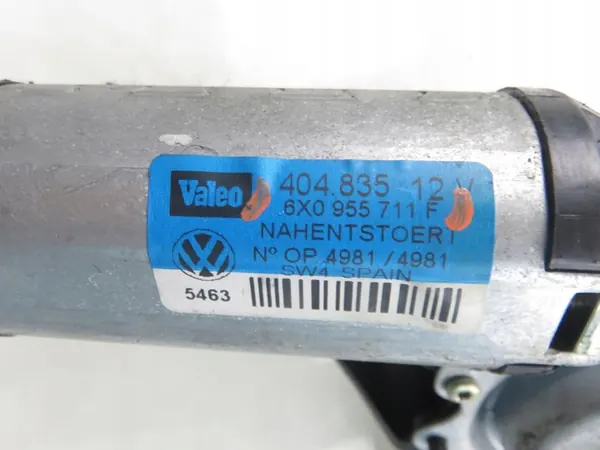 Valeo 404.835 12 V
6X0 955 711 F
NAHENTSTOERT
Nº OP 4981/4981
SW4 SPAIN
5463